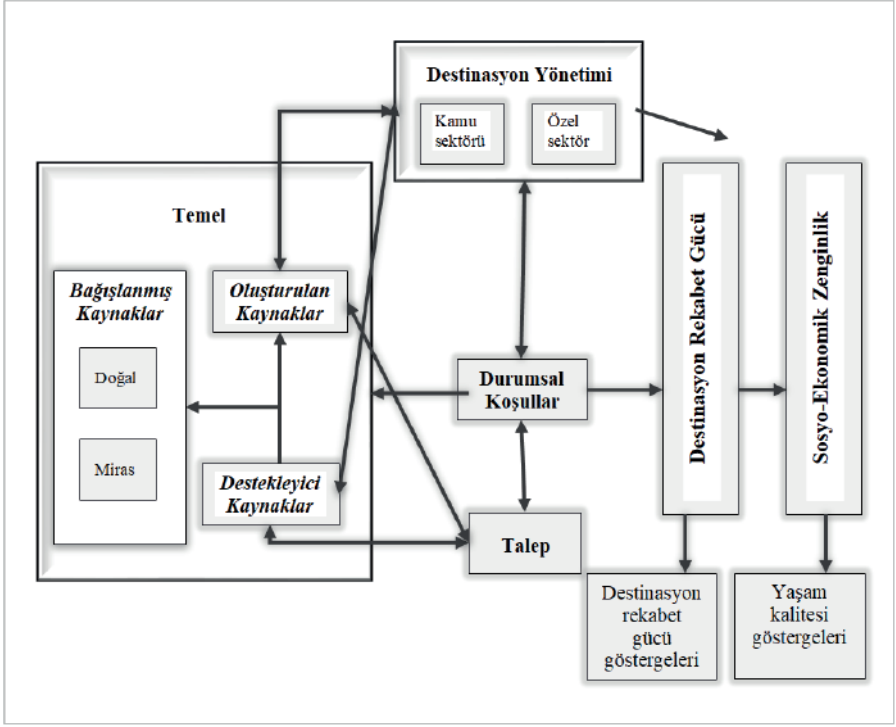 Destinasyon Yönetimi
Kamu
sektörü
Özel
sektör
Temel
Bağışlanmış
Kaynaklar
Doğal
Miras
Oluşturulan
Kaynaklar
Destekleyici
Kaynaklar
Durumsal
Koşullar
Talep
Destinasyon Rekabet Gücü
Sosyo-Ekonomik Zenginlik
Destinasyon
rekabet
gücü
göstergeleri
Yaşam
kalitesi
göstergeleri